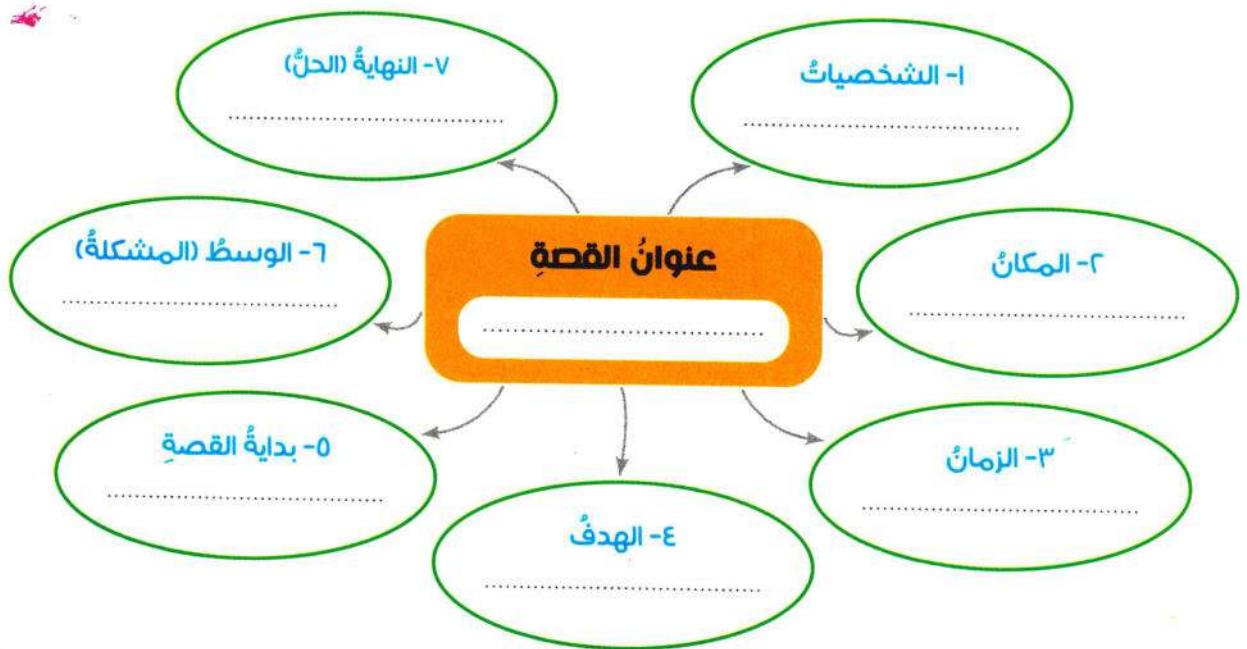 عنوانُ القصةِ
١- الشخصياتُ
٢- المكانُ
٣- الزمانُ
٤- الهدفُ
٥- بدايةُ القصةِ
٦- الوسطُ (المشكلةُ)
٧- النهايةُ (الحلُّ)